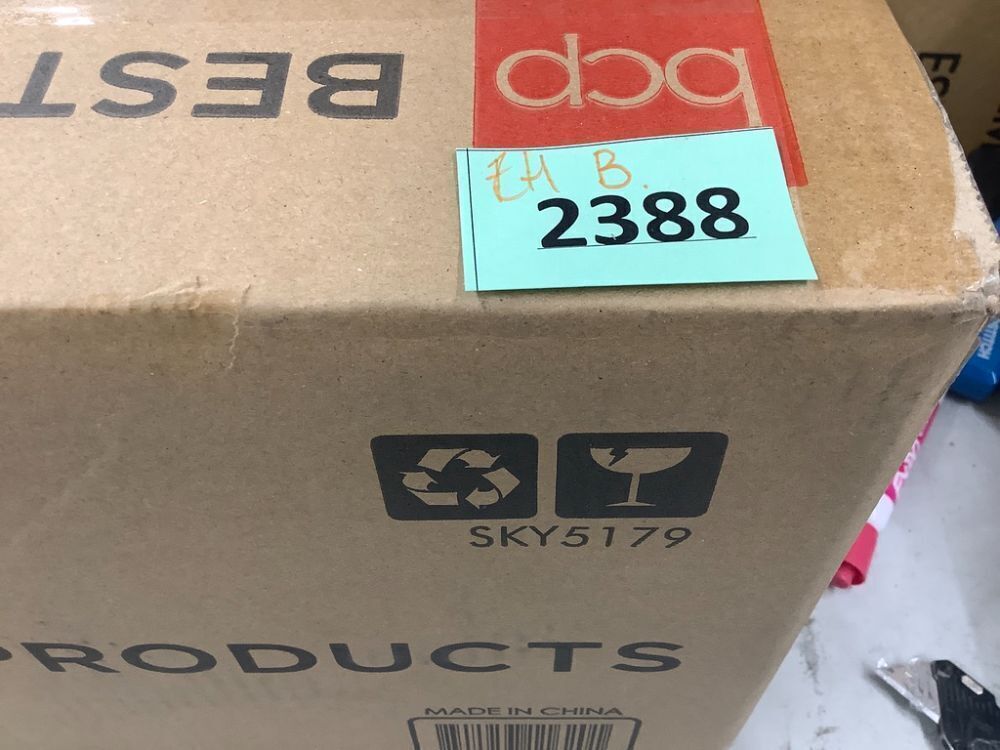 BEST
bcp
EH B.
2388
SKY5179
PRODUCTS
MADE IN CHINA